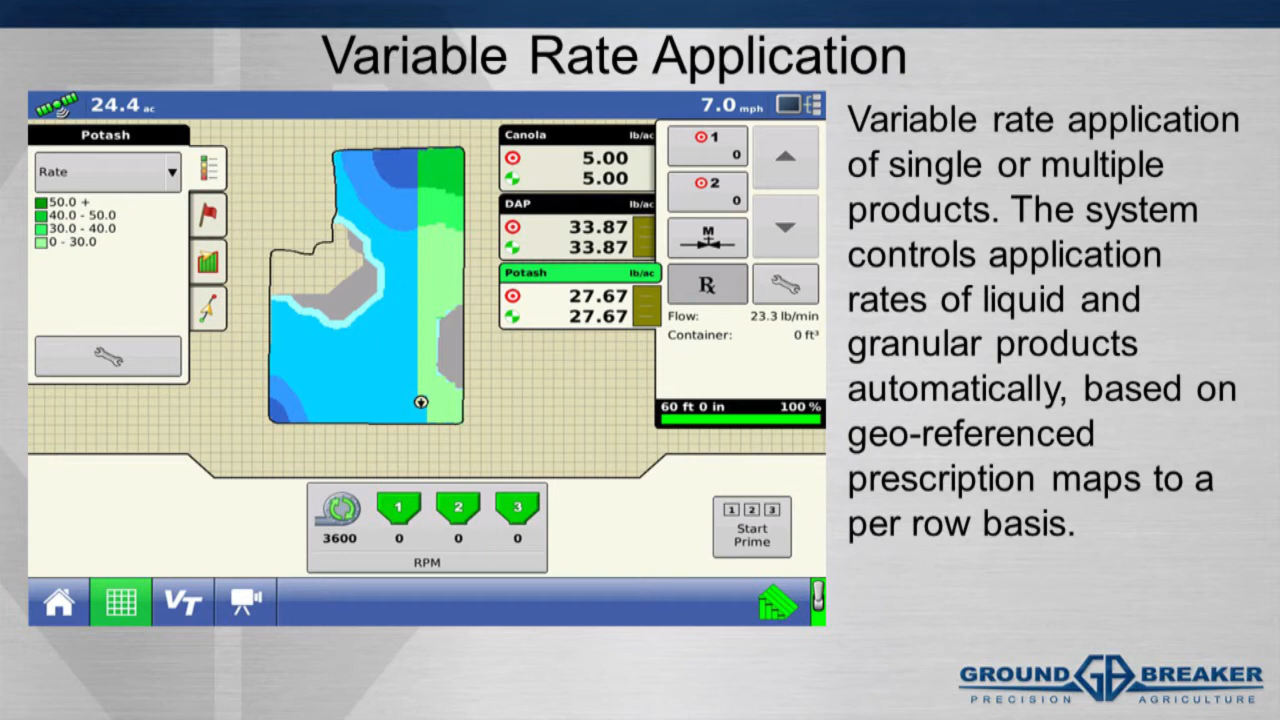 Variable Rate Application
24.4 ac
7.0 mph
Potash
Rate
50.0 +
40.0 - 50.0
30.0 - 40.0
0 - 30.0
Canola lb/ac
5.00
5.00
DAP lb/ac
33.87
33.87
Potash lb/ac
27.67
27.67
1
0
2
0
M
Rx
Flow: 23.3 lb/min
Container: 0 ft³
60 ft 0 in 100 %
1 2 3
3600 0 0 0
RPM
1 2 3
Start
Prime
VT
Variable rate application
of single or multiple
products. The system
controls application
rates of liquid and
granular products
automatically, based on
geo-referenced
prescription maps to a
per row basis.
GROUND GB BREAKER
PRECISION AGRICULTURE